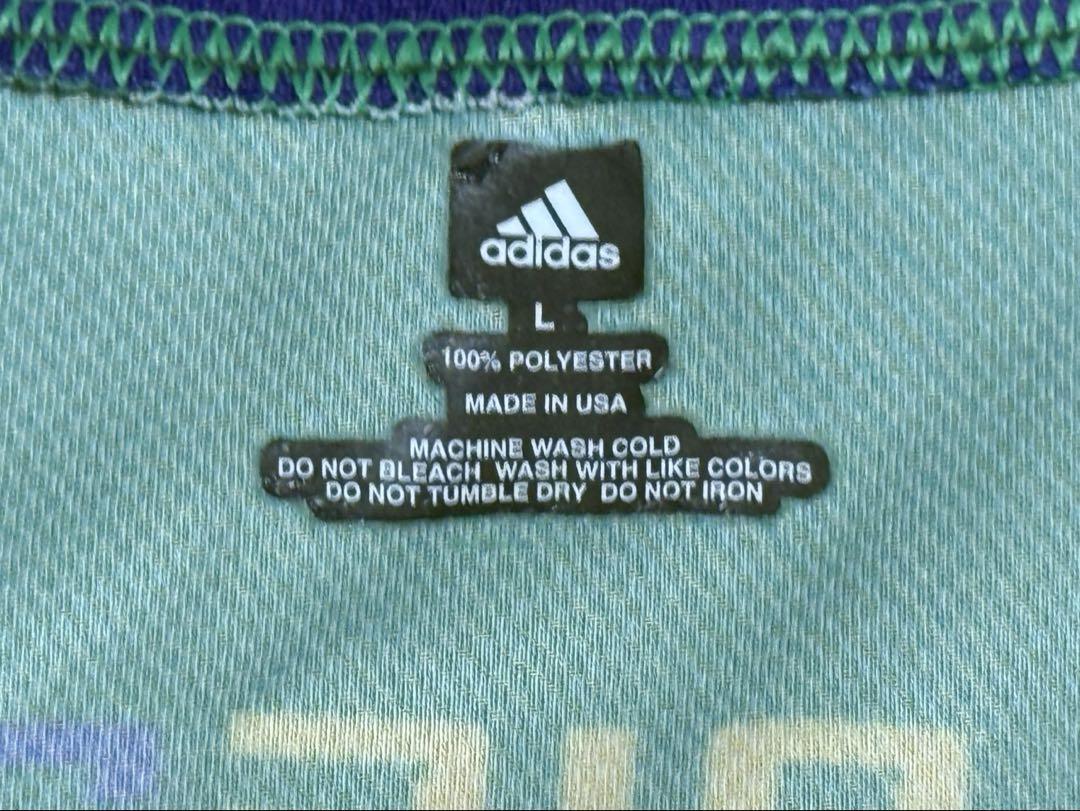 adidas
L
100% POLYESTER
MADE IN USA
MACHINE WASH COLD
DO NOT BLEACH WASH WITH LIKE COLORS
DO NOT TUMBLE DRY DO NOT IRON